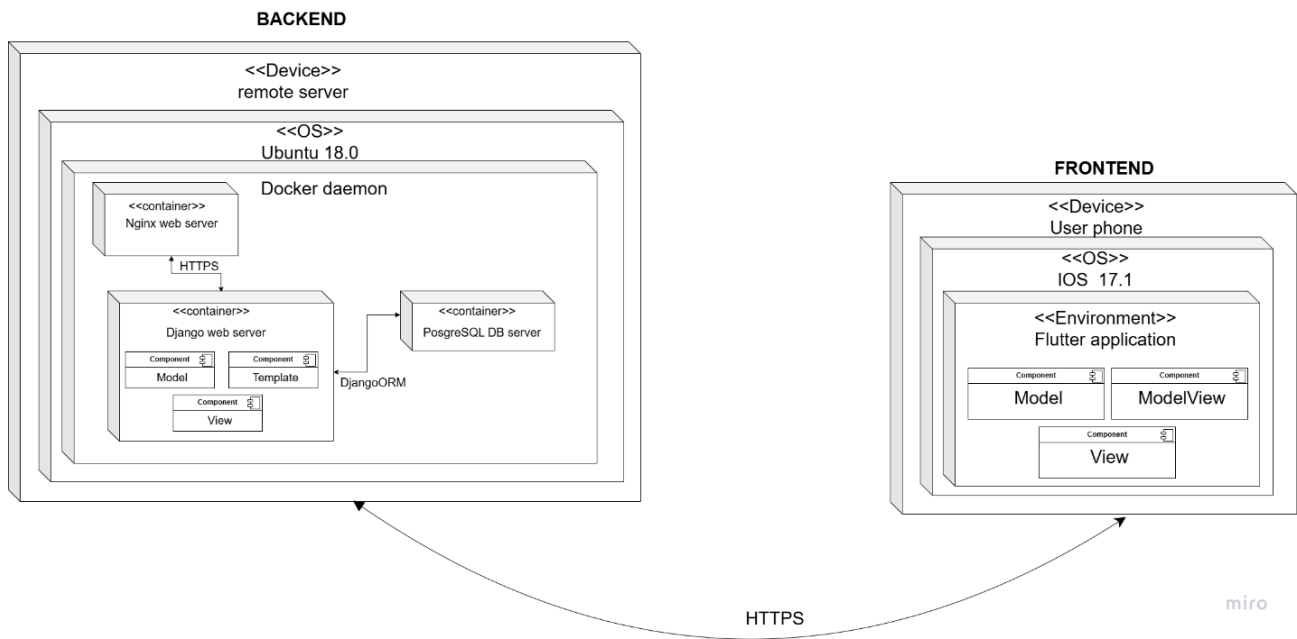 BACKEND
<<Device>>
remote server
<<OS>>
Ubuntu 18.0
Docker daemon
<<container>>
Nginx web server
HTTPS
<<container>>
Django web server
Component
Model
Component
Template
Component
View
DjangoORM
<<container>>
PosgreSQL DB server
FRONTEND
<<Device>>
User phone
<<OS>>
IOS 17.1
<<Environment>>
Flutter application
Component
Model
Component
ModelView
Component
View
HTTPS
miro